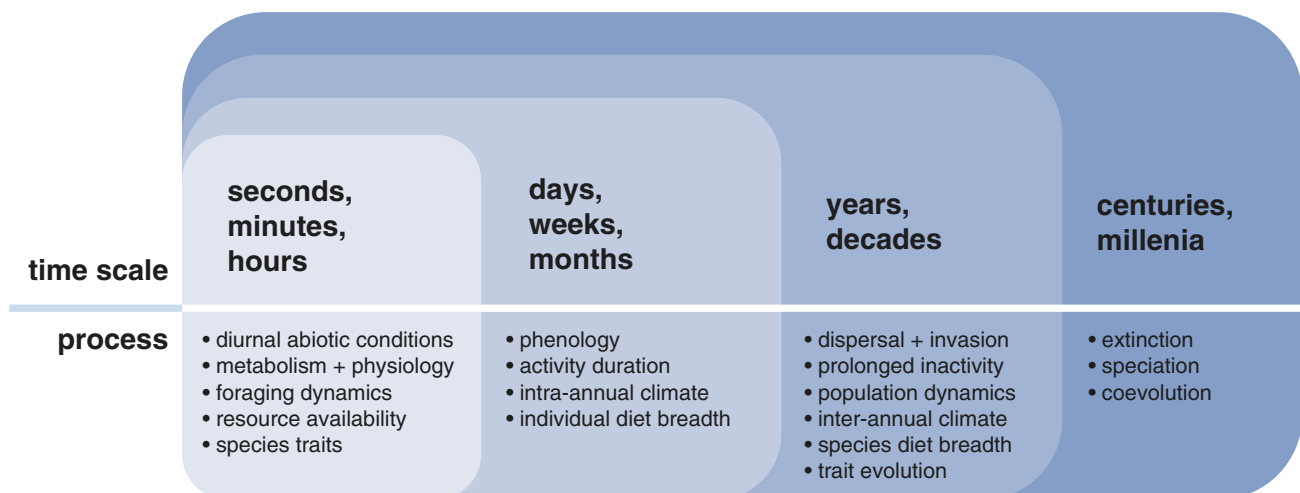 time scale
seconds,
minutes,
hours
days,
weeks,
months
years,
decades
centuries,
millenia
process
• diurnal abiotic conditions
• metabolism + physiology
• foraging dynamics
• resource availability
• species traits
• phenology
• activity duration
• intra-annual climate
• individual diet breadth
• dispersal + invasion
• prolonged inactivity
• population dynamics
• inter-annual climate
• species diet breadth
• trait evolution
• extinction
• speciation
• coevolution